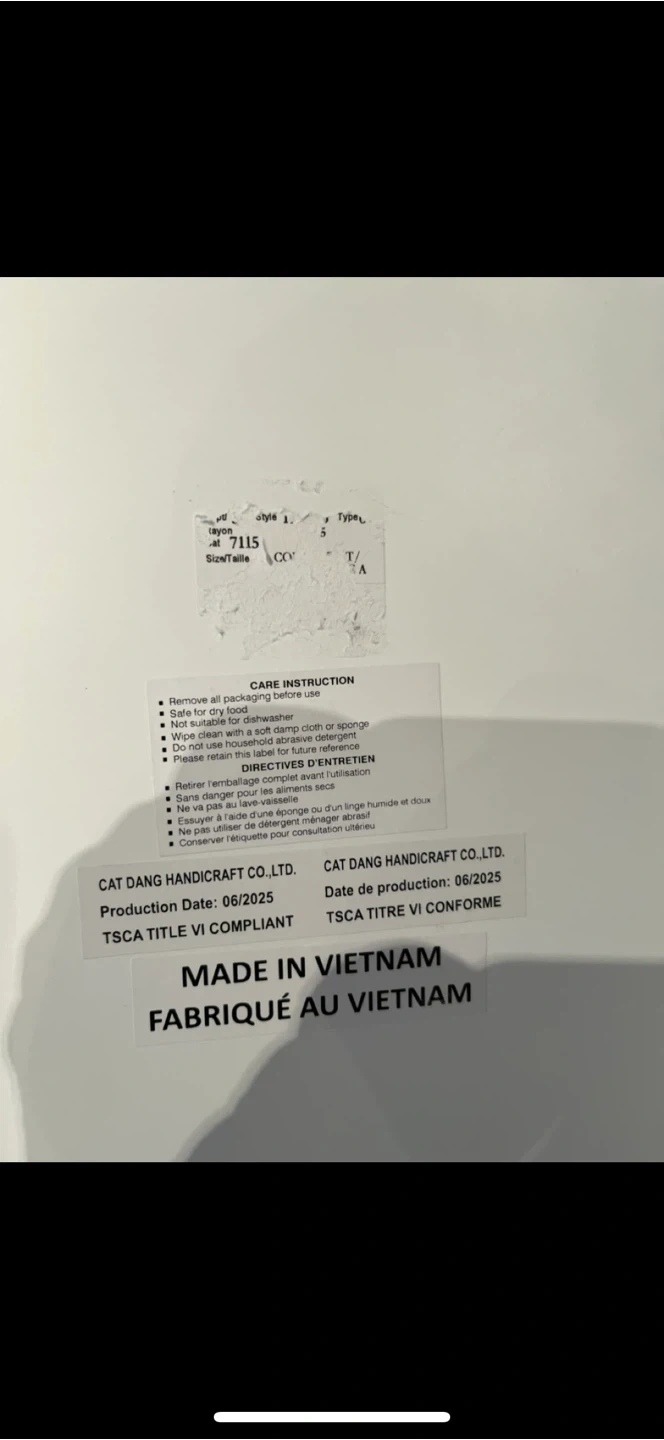 Style
Type
5
7115
Size/Taille
T/
A
CARE INSTRUCTION
▪ Remove all packaging before use
▪ Safe for dry food
▪ Not suitable for dishwasher
▪ Wipe clean with a soft damp cloth or sponge
▪ Do not use household abrasive detergent
▪ Please retain this label for future reference
DIRECTIVES D'ENTRETIEN
▪ Retirer l'emballage complet avant l'utilisation
▪ Sans danger pour les aliments secs
▪ Ne va pas au lave-vaisselle
▪ Essuyer à l'aide d'une éponge ou d'un linge humide et doux
▪ Ne pas utiliser de détergent ménager abrasif
▪ Conserver l'étiquette pour consultation ultérieu
CAT DANG HANDICRAFT CO.,LTD.
Production Date: 06/2025
TSCA TITLE VI COMPLIANT
CAT DANG HANDICRAFT CO.,LTD.
Date de production: 06/2025
TSCA TITRE VI CONFORME
MADE IN VIETNAM
FABRIQUÉ AU VIETNAM